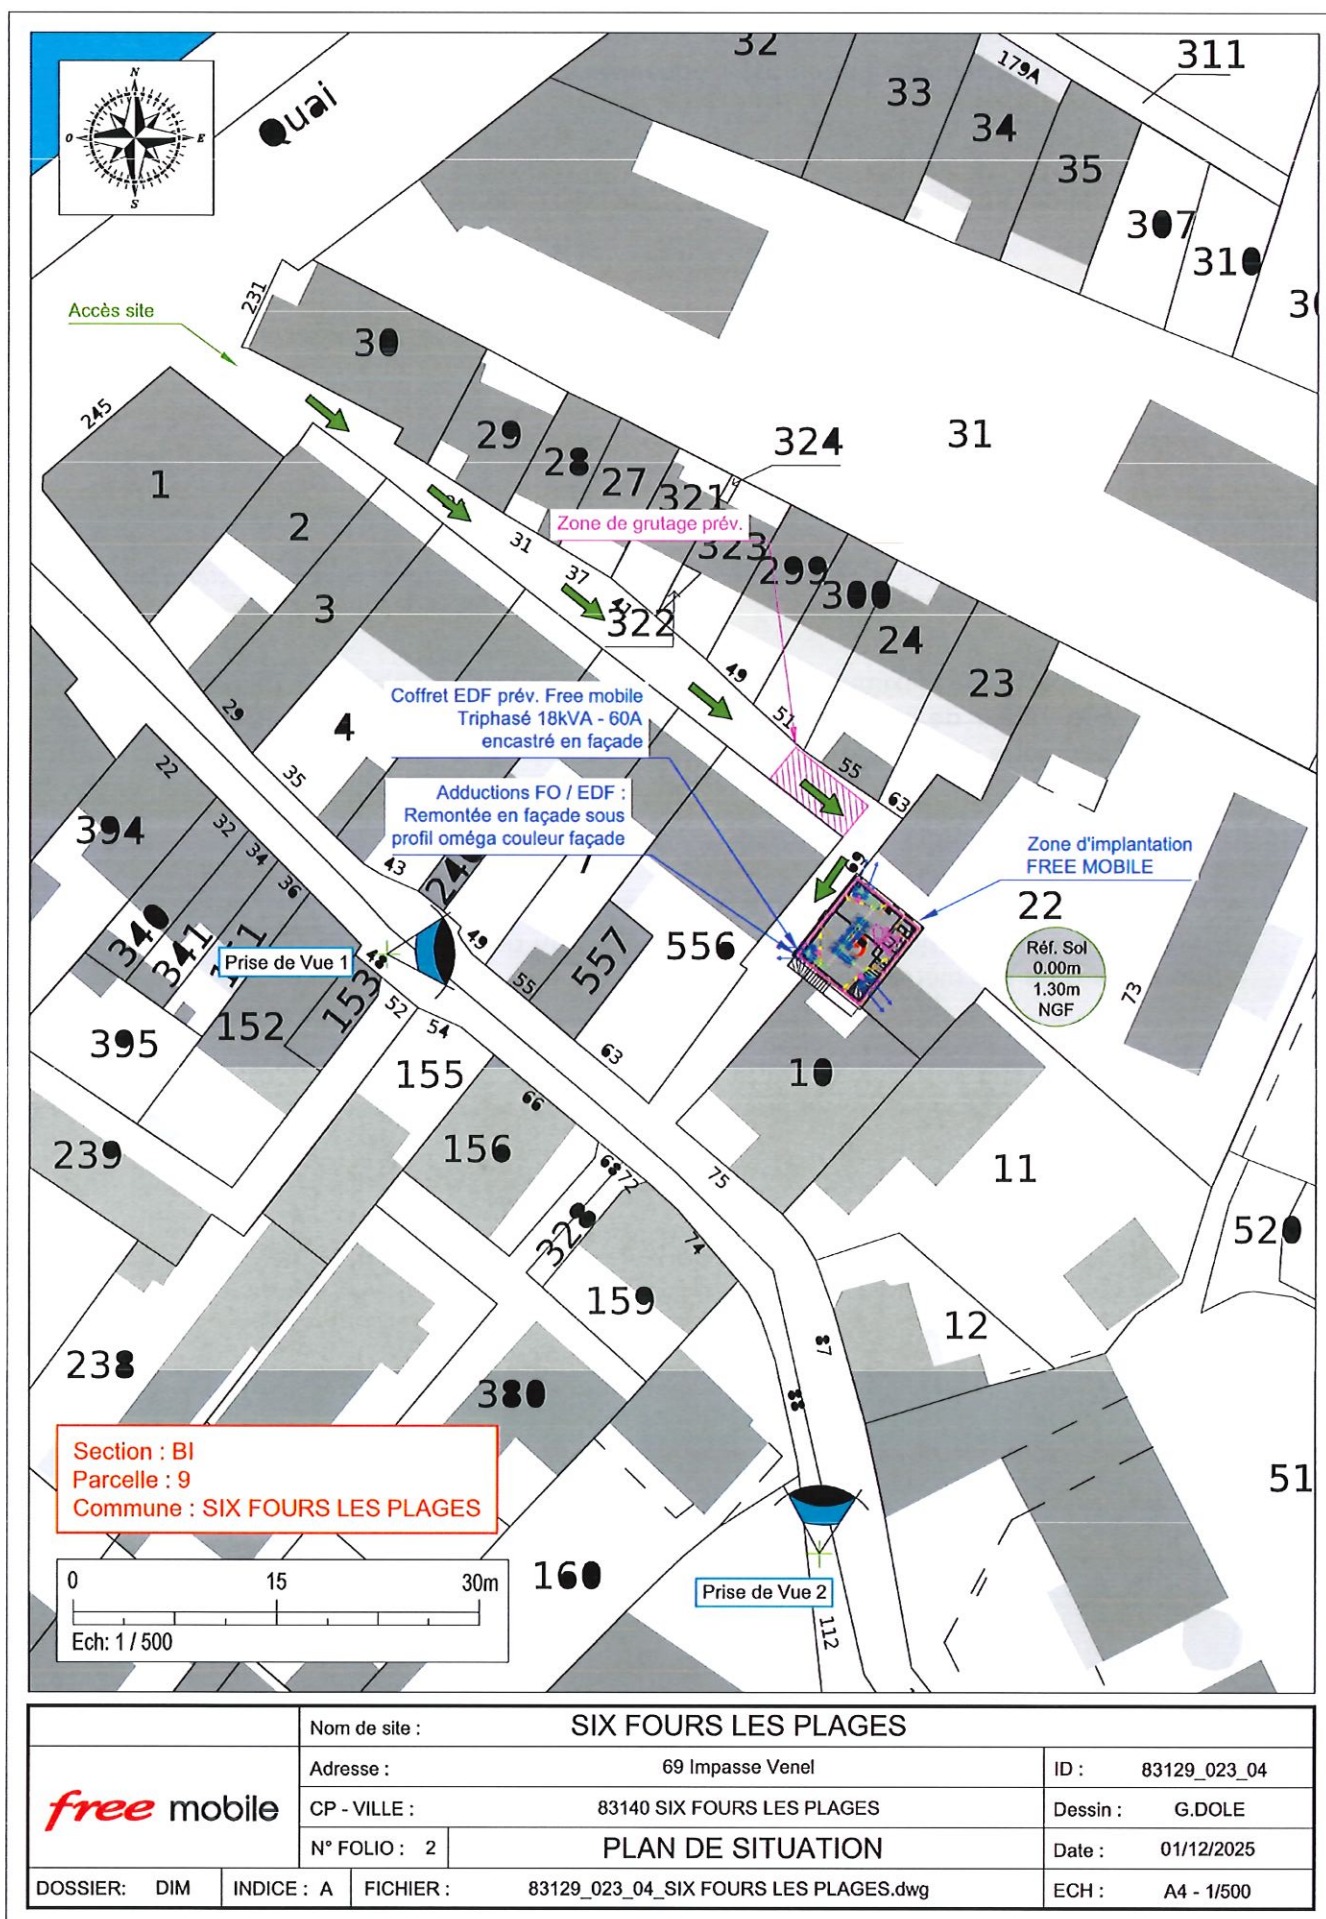 32
311
179A
33
34
35
Quai
N
O
E
S
307
310
231
Accès site
30
245
29
28
27
321
324
31
1
2
Zone de grutage prév.
323
299
300
31
37
41
322
24
3
23
49
29
4
51
Coffret EDF prév. Free mobile
Triphasé 18kVA - 60A
encastré en façade
22
35
55
63
Adductions FO / EDF :
Remontée en façade sous
profil oméga couleur façade
394
32
34
36
43
69
Zone d'implantation
FREE MOBILE
22
340
341
Prise de Vue 1
48
49
556
557
55
Réf. Sol
0.00m
1.30m
NGF
73
153
52
54
395
152
63
155
10
66
239
156
68
72
75
11
328
74
520
159
12
238
87
380
88
Section : BI
Parcelle : 9
Commune : SIX FOURS LES PLAGES
51
0
15
30m
Ech: 1 / 500
160
Prise de Vue 2
112
free mobile
Nom de site :
SIX FOURS LES PLAGES
Adresse :
69 Impasse Venel
ID :
83129_023_04
CP - VILLE :
83140 SIX FOURS LES PLAGES
Dessin :
G.DOLE
N° FOLIO : 2
PLAN DE SITUATION
Date :
01/12/2025
DOSSIER: DIM
INDICE : A
FICHIER :
83129_023_04_SIX FOURS LES PLAGES.dwg
ECH :
A4 - 1/500